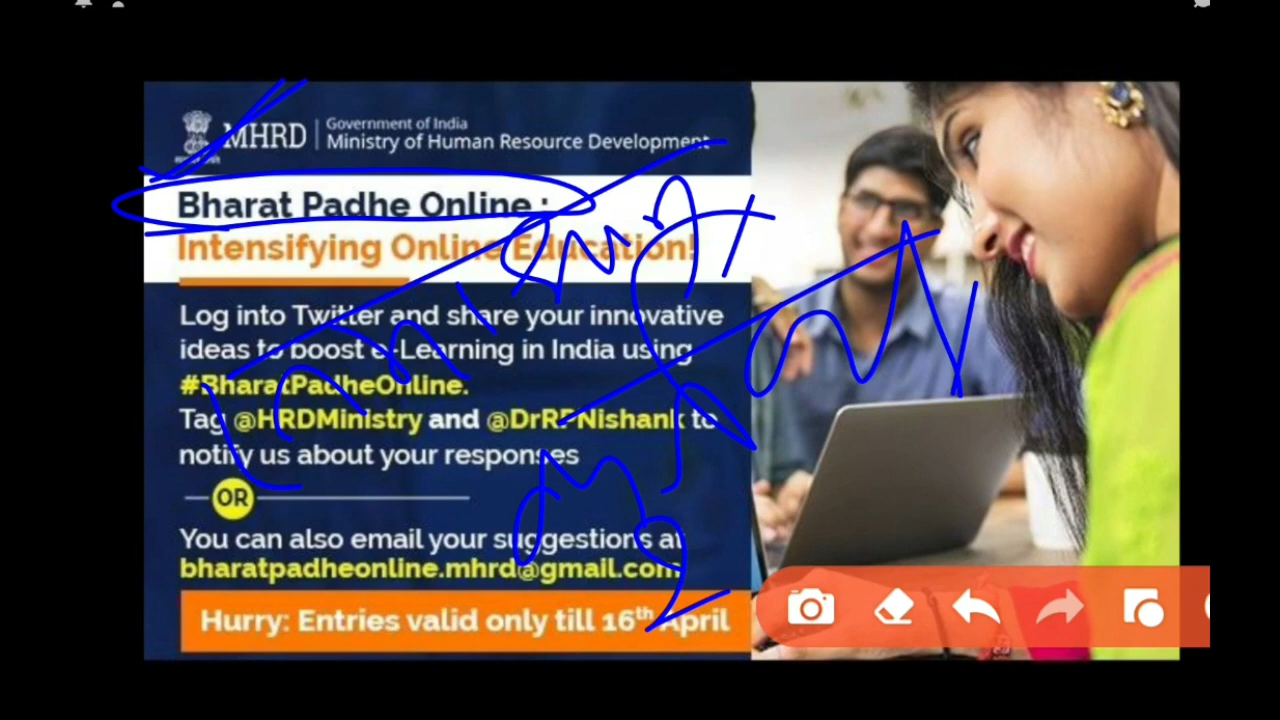 MHRD
Government of India
Ministry of Human Resource Development
Bharat Padhe Online :
Intensifying Online Education!
Log into Twitter and share your innovative
ideas to boost e-Learning in India using
#BharatPadheOnline.
Tag @HRDMinistry and @DrRPNishank to
notify us about your responses
OR
You can also email your suggestions at
bharatpadheonline.mhrd@gmail.com
Hurry: Entries valid only till 16th April